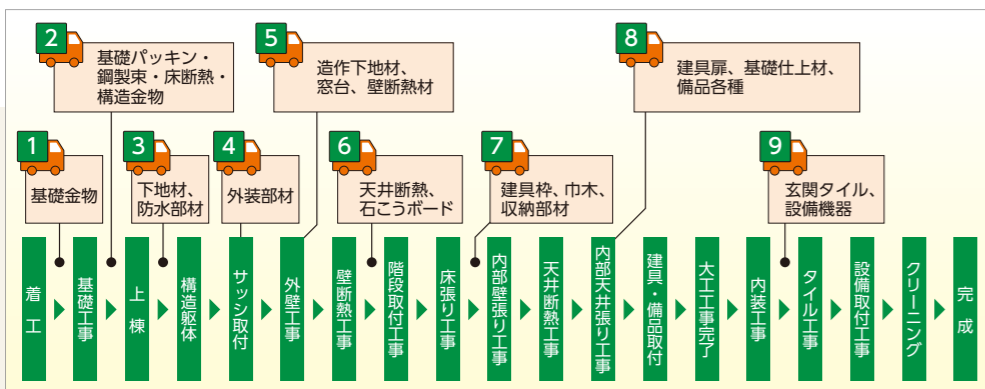 2
基礎パッキン・
鋼製束・床断熱・
構造金物
5
造作下地材、
窓台、壁断熱材
8
建具扉、基礎仕上材、
備品各種
1
基礎金物
3
下地材、
防水部材
4
外装部材
6
天井断熱、
石こうボード
7
建具枠、巾木、
収納部材
9
玄関タイル、
設備機器
着工
基礎工事
上棟
構造躯体
サッシ取付
外壁工事
壁断熱工事
階段取付工事
床張り工事
内部壁張り工事
天井断熱工事
内部天井張り工事
建具・備品取付
大工工事完了
内装工事
タイル工事
設備取付工事
クリーニング
完成